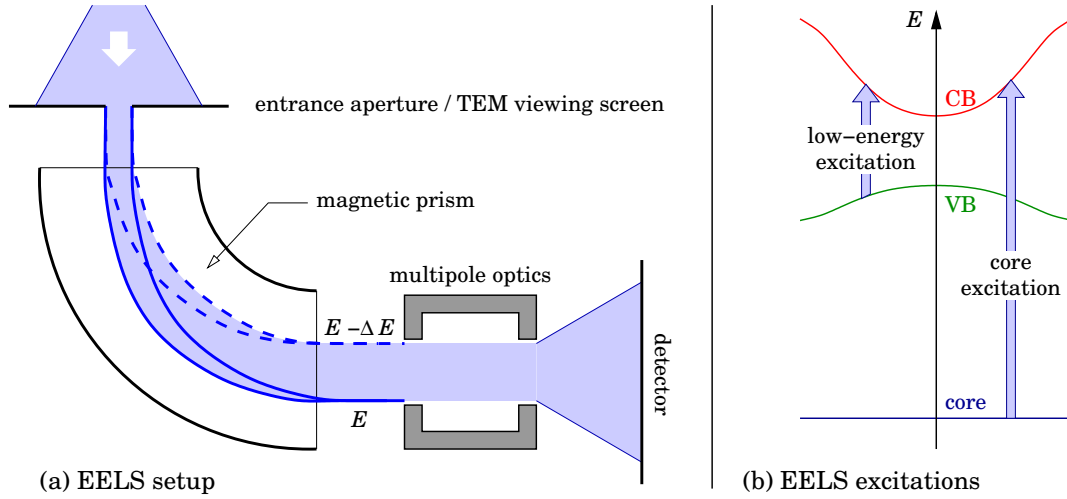 entrance aperture / TEM viewing screen
magnetic prism
multipole optics
E −Δ E
E
detector
(a) EELS setup
E
CB
low−energy
excitation
VB
core
excitation
core
(b) EELS excitations